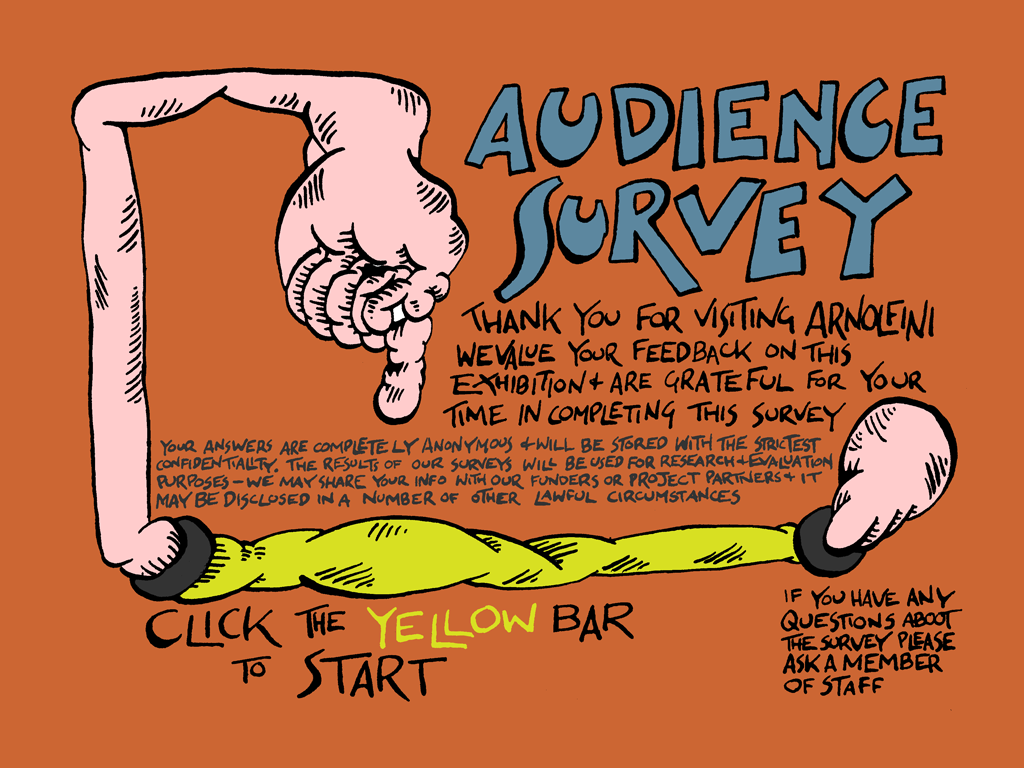 AUDIENCE
SURVEY
THANK YOU FOR VISITING ARNOLFINI
WE VALUE YOUR FEEDBACK ON THIS
EXHIBITION + ARE GRATEFUL FOR YOUR
TIME IN COMPLETING THIS SURVEY
YOUR ANSWERS ARE COMPLETELY ANONYMOUS + WILL BE STORED WITH THE STRICTEST
CONFIDENTIALITY. THE RESULTS OF OUR SURVEYS WILL BE USED FOR RESEARCH + EVALUATION
PURPOSES – WE MAY SHARE YOUR INFO WITH OUR FUNDERS OR PROJECT PARTNERS + IT
MAY BE DISCLOSED IN A NUMBER OF OTHER LAWFUL CIRCUMSTANCES
CLICK THE YELLOW BAR
TO START
IF YOU HAVE ANY
QUESTIONS ABOUT
THE SURVEY PLEASE
ASK A MEMBER
OF STAFF